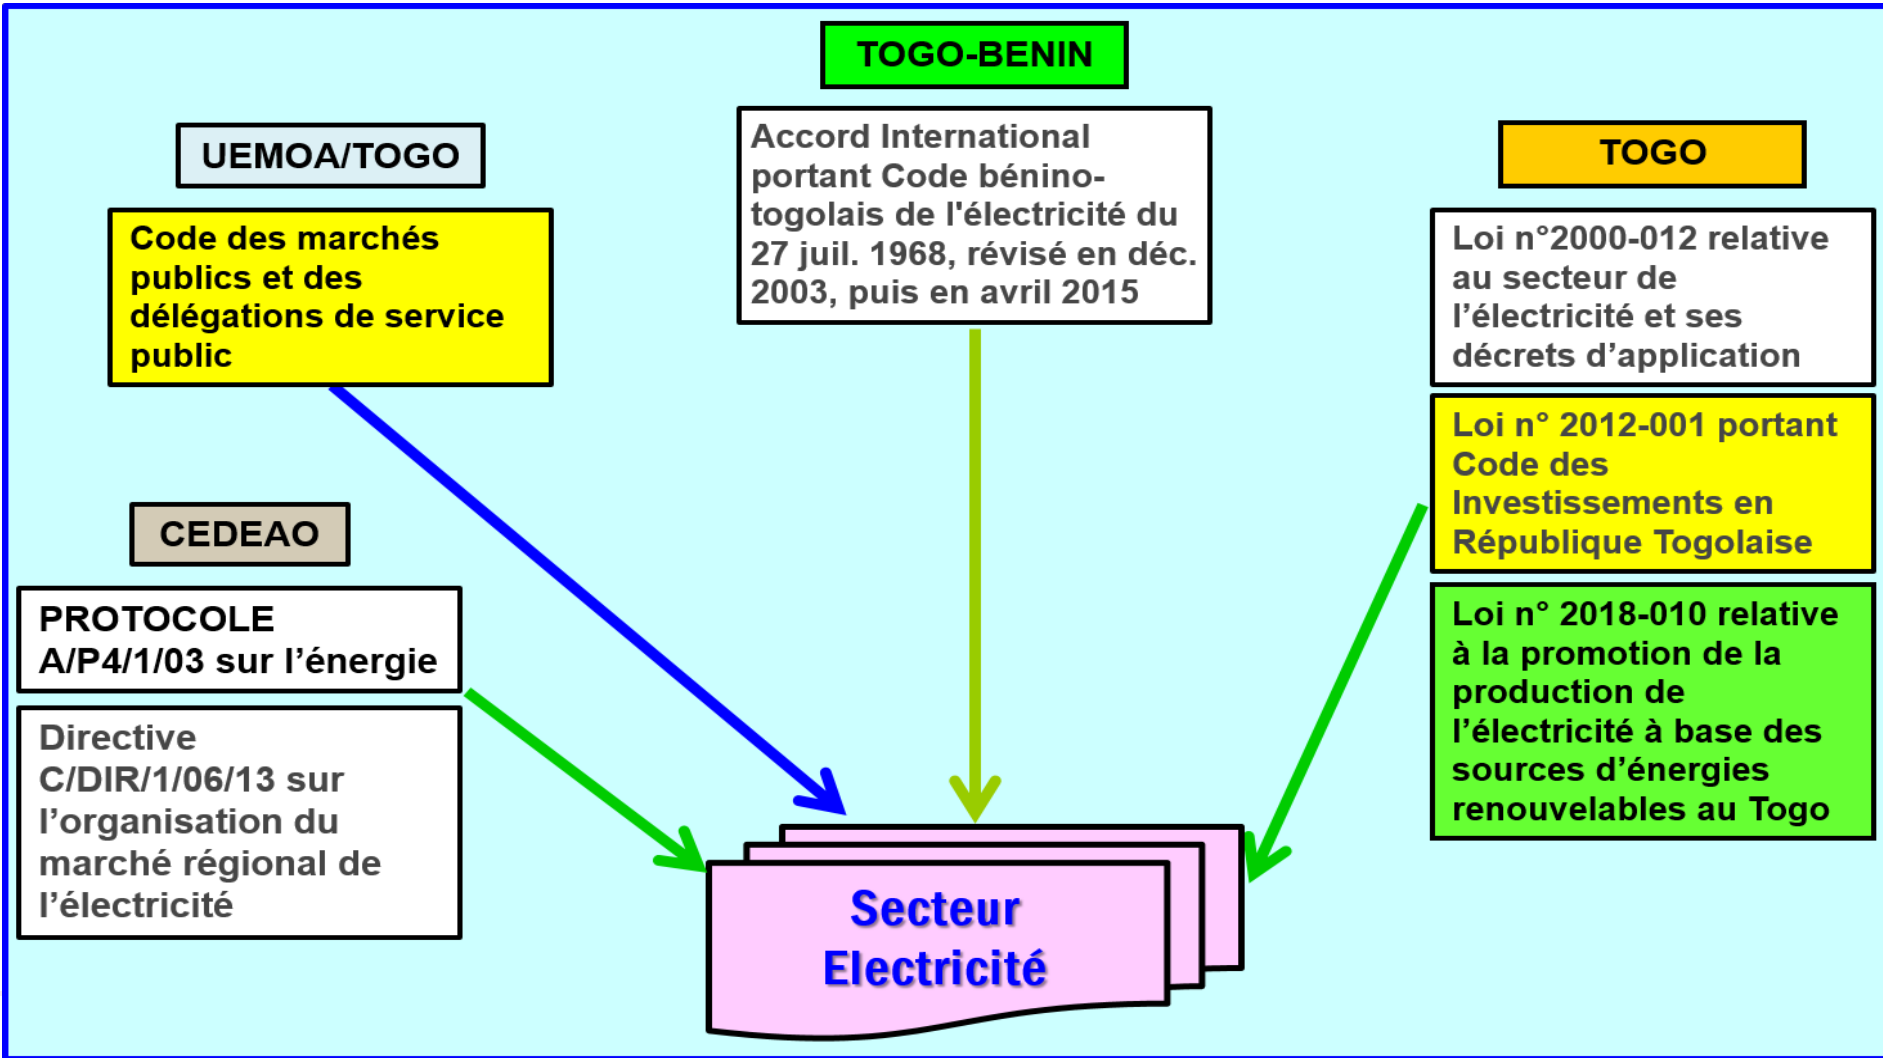 TOGO-BENIN
Accord International
portant Code bénino-
togolais de l'électricité du
27 juil. 1968, révisé en déc.
2003, puis en avril 2015
UEMOA/TOGO
Code des marchés
publics et des
délégations de service
public
CEDEAO
PROTOCOLE
A/P4/1/03 sur l’énergie
Directive
C/DIR/1/06/13 sur
l’organisation du
marché régional de
l’électricité
TOGO
Loi n°2000-012 relative
au secteur de
l’électricité et ses
décrets d’application
Loi n° 2012-001 portant
Code des
Investissements en
République Togolaise
Loi n° 2018-010 relative
à la promotion de la
production de
l’électricité à base des
sources d’énergies
renouvelables au Togo
Secteur
Electricité